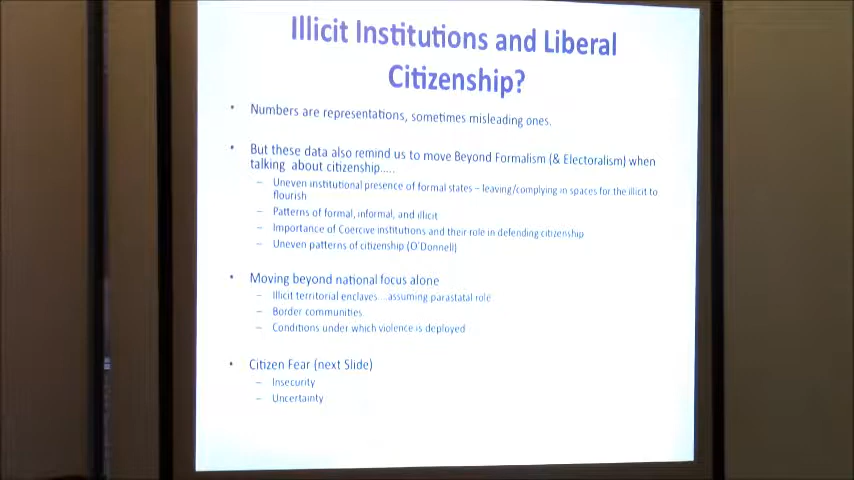 Illicit Institutions and Liberal
Citizenship?
• Numbers are representations, sometimes misleading ones.
• But these data also remind us to move Beyond Formalism (& Electoralism) when
talking about citizenship.....
– Uneven institutional presence of formal states – leaving/complying in spaces for the illicit to
flourish
– Patterns of formal, informal, and illicit
– Importance of Coercive institutions and their role in defending citizenship
– Uneven patterns of citizenship (O'Donnell)
• Moving beyond national focus alone
– Illicit territorial enclaves...assuming parastatal role
– Border communities
– Conditions under which violence is deployed
• Citizen Fear (next Slide)
– Insecurity
– Uncertainty